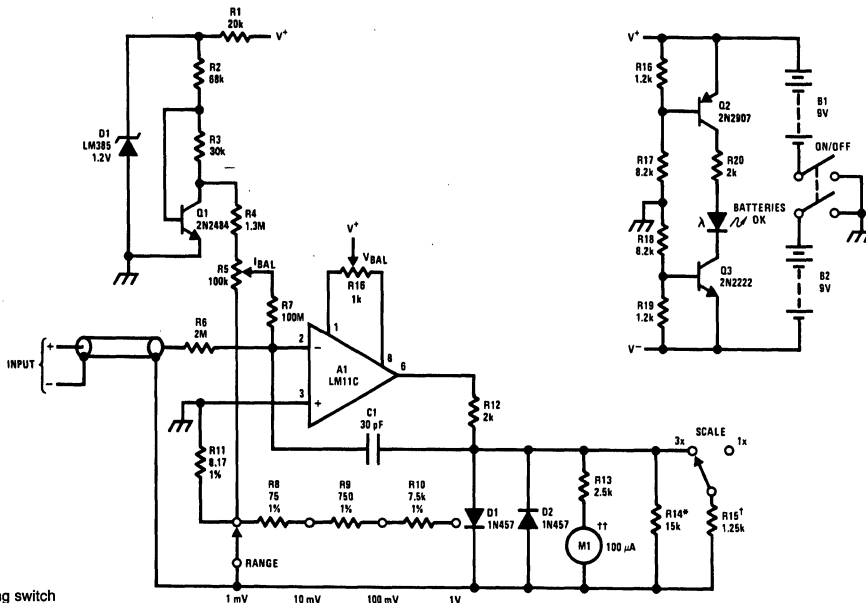 R1
20k
V+
R2
68k
D1
LM385
1.2V
R3
30k
Q1
2N2484
R4
1.3M
R5
100k
IBAL
V+
VBAL
R16
1k
R7
100M
INPUT
+
-
R6
2M
2
-
1
A1
LM11C
8
6
3
+
C1
30 pF
R12
2k
R11
8.17
1%
R8
75
1%
R9
750
1%
R10
7.5k
1%
D1
1N457
D2
1N457
R13
2.5k
M1
††
100 µA
R14*
15k
SCALE
3x
1x
R15†
1.25k
RANGE
1 mV
10 mV
100 mV
1V
ng switch
V+
R16
1.2k
Q2
2N2907
R17
8.2k
R20
2k
λ
BATTERIES
OK
R18
8.2k
Q3
2N2222
R19
1.2k
V-
B1
9V
ON/OFF
B2
9V